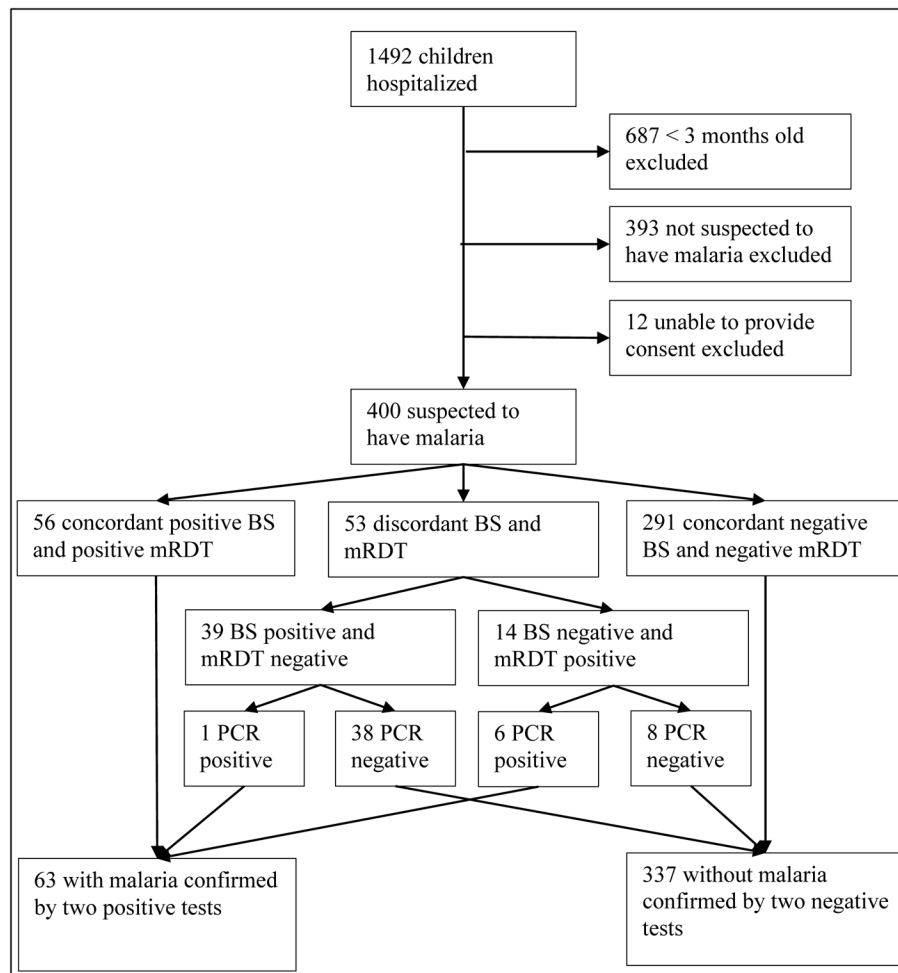 1492 children
hospitalized
687 < 3 months old
excluded
393 not suspected to
have malaria excluded
12 unable to provide
consent excluded
400 suspected to
have malaria
56 concordant positive BS
and positive mRDT
53 discordant BS and
mRDT
291 concordant negative
BS and negative mRDT
39 BS positive and
mRDT negative
14 BS negative and
mRDT positive
1 PCR
positive
38 PCR
negative
6 PCR
positive
8 PCR
negative
63 with malaria confirmed
by two positive tests
337 without malaria
confirmed by two negative
tests